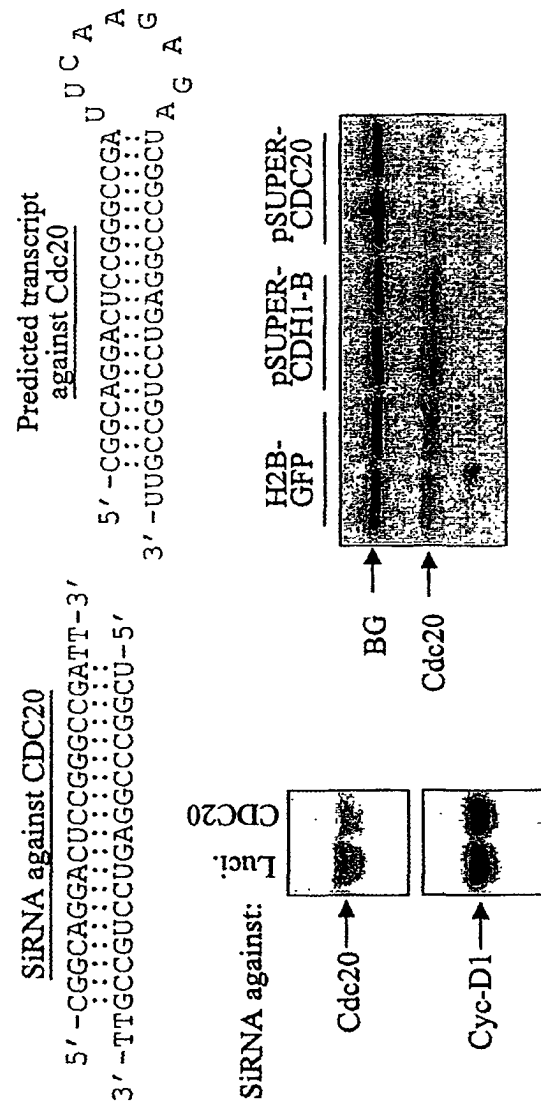 SiRNA against CDC20
5′-CGGCAGGACUCCGGGCCGATT-3′
3′-TTGCCGUCCUGAGGCCCGGCU-5′
Predicted transcript
against Cdc20
5′-CGGCAGGACUCCGGGCCGA
UUCAAGAGA
3′-UUGCCGUCCUGAGGCCCGGCU
SiRNA against:
Luci.
CDC20
Cdc20
Cyc-D1
H2B-
GFP
pSUPER-
CDH1-B
pSUPER-
CDC20
BG
Cdc20